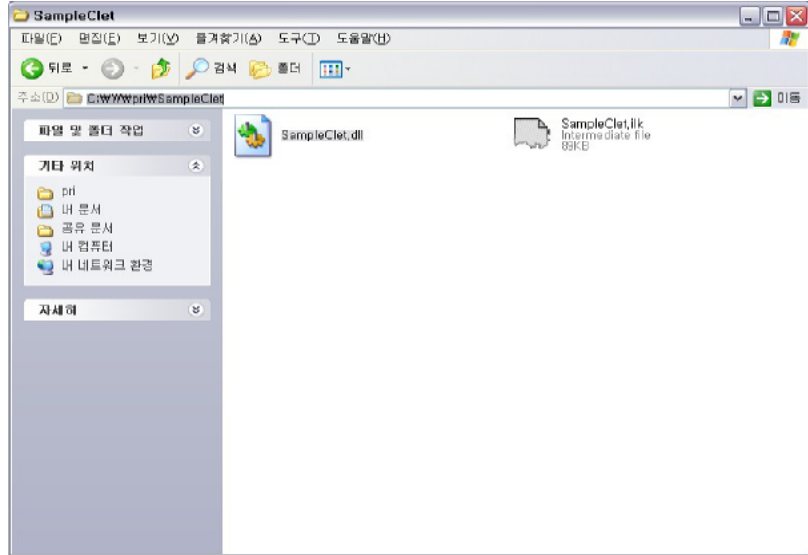 SampleClet
파일(F) 편집(E) 보기(V) 즐겨찾기(A) 도구(T) 도움말(H)
뒤로 검색 폴더
주소(D) C:₩₩₩pri₩SampleClet 이동
파일 및 폴더 작업
기타 위치
pri
내 문서
공유 문서
내 컴퓨터
내 네트워크 환경
자세히
SampleClet.dll
SampleClet.ilk
Intermediate file
89KB